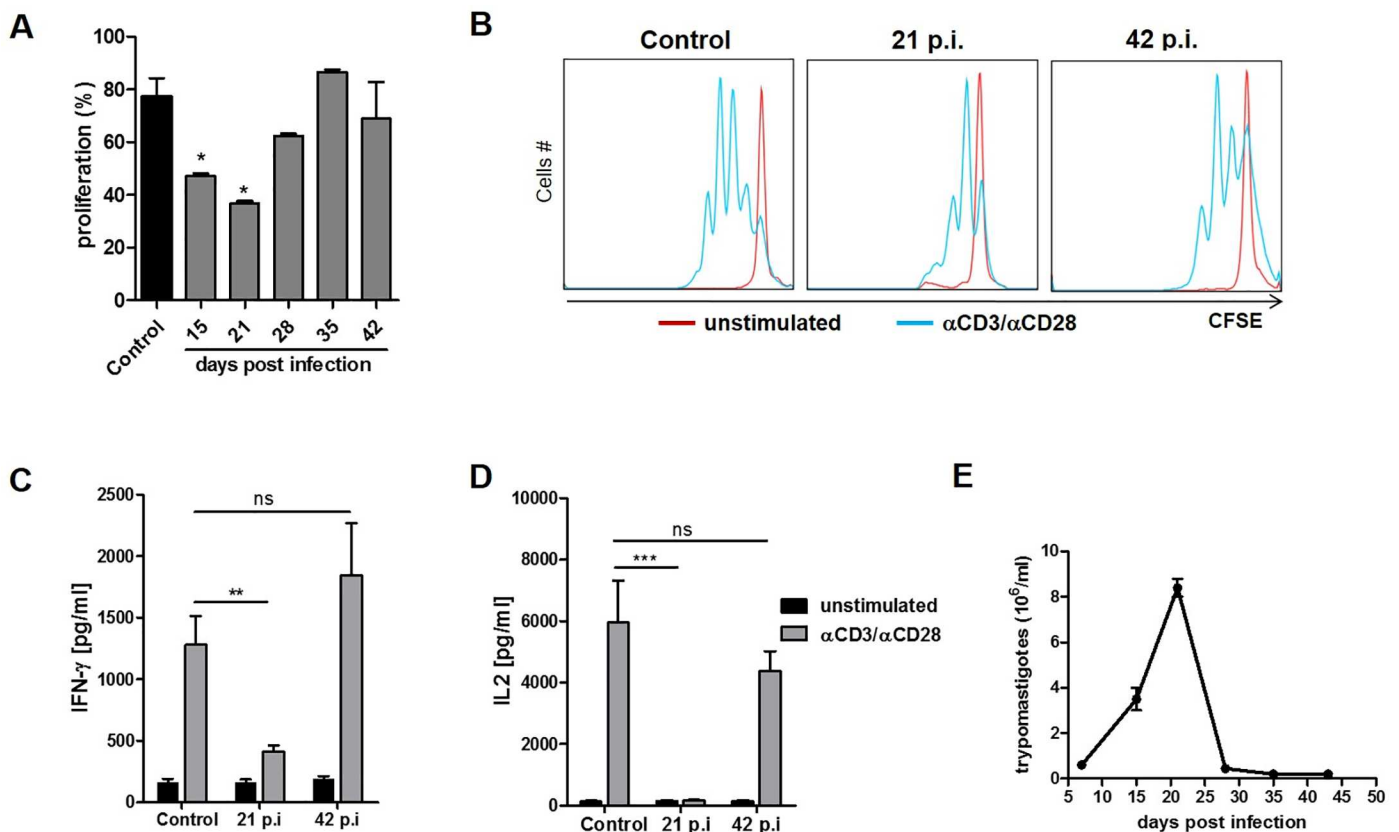 A
100
80
60
40
20
0
proliferation (%)
*
*
Control
15
21
28
35
42
days post infection
B
Control
21 p.i.
42 p.i.
Cells #
unstimulated
αCD3/αCD28
CFSE
C
2500
2000
1500
1000
500
0
IFN-γ [pg/ml]
ns
**
Control
21 p.i
42 p.i
D
10000
8000
6000
4000
2000
0
IL2 [pg/ml]
ns
***
Control
21 p.i
42 p.i
unstimulated
αCD3/αCD28
E
10
8
6
4
2
0
trypomastigotes (10⁶/ml)
5 10 15 20 25 30 35 40 45 50
days post infection